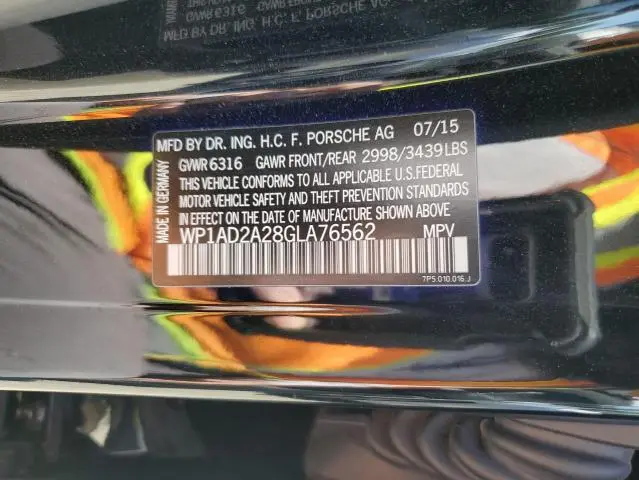 MFD BY DR. ING. H.C. F. PORSCHE AG 07/15
GWR 6316 GAWR FRONT/REAR 2998/3439 LBS
THIS VEHICLE CONFORMS TO ALL APPLICABLE U.S.FEDERAL
MOTOR VEHICLE SAFETY AND THEFT PREVENTION STANDARDS
IN EFFECT ON THE DATE OF MANUFACTURE SHOWN ABOVE
WP1AD2A28GLA76562 MPV
7P5.010.016.J
MADE IN GERMANY